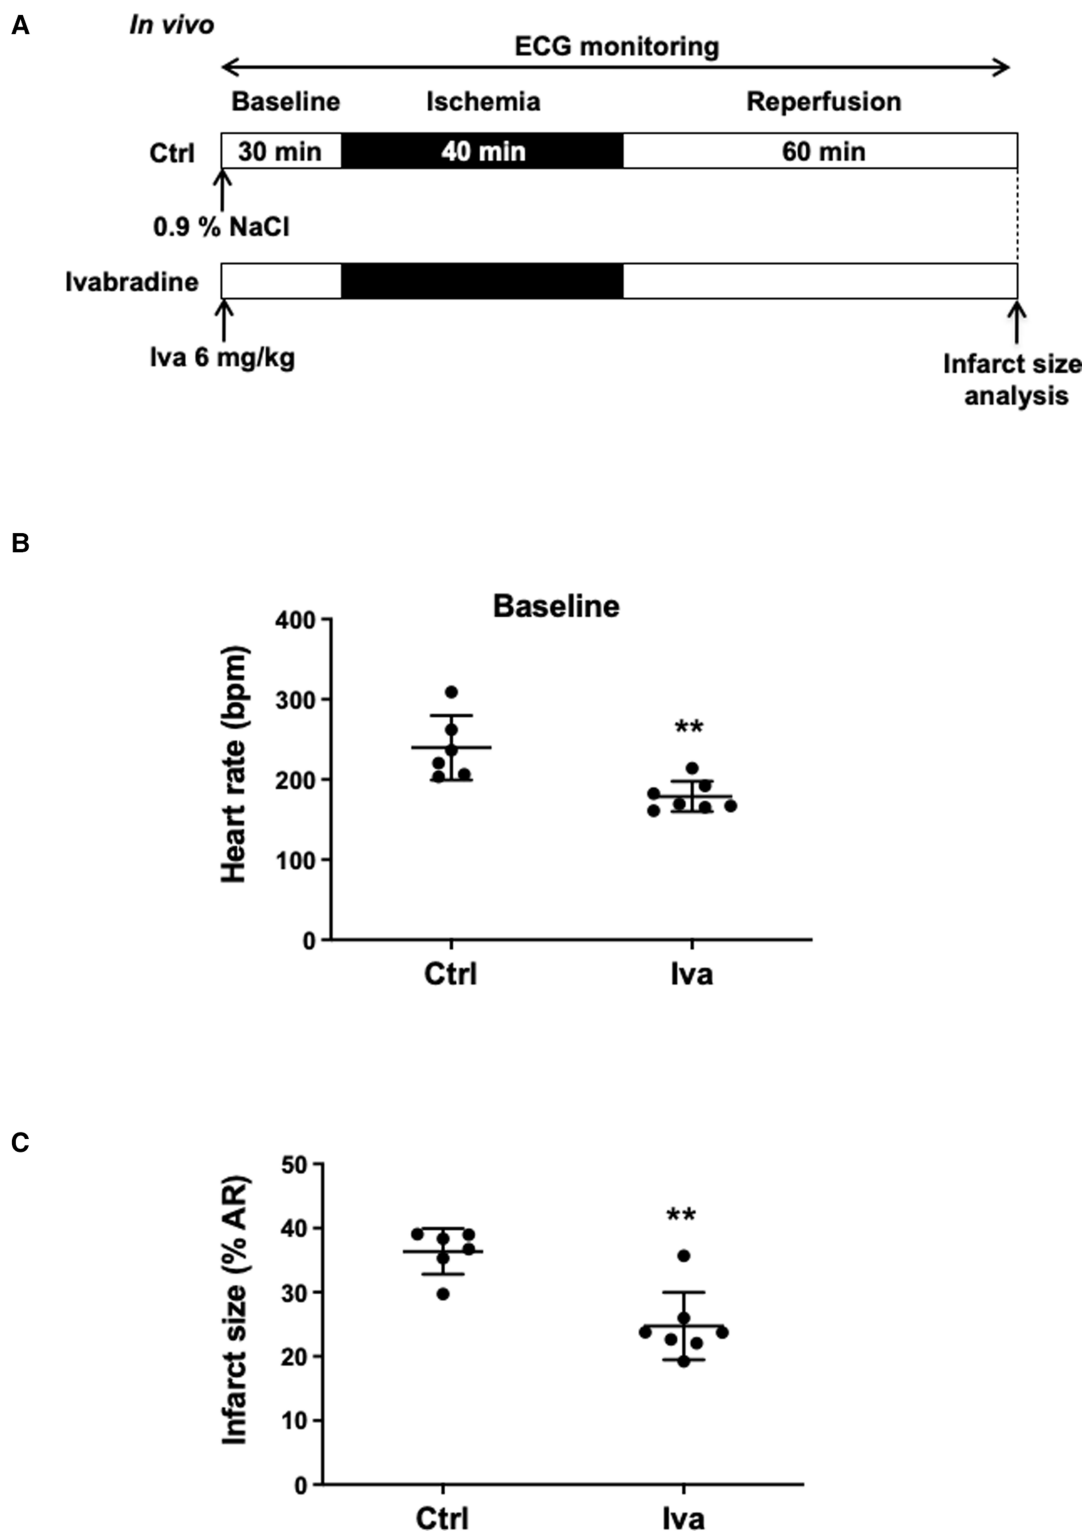 A
In vivo
ECG monitoring
Baseline Ischemia Reperfusion
Ctrl 30 min 40 min 60 min
0.9 % NaCl
Ivabradine
Iva 6 mg/kg
Infarct size
analysis
B
Baseline
Heart rate (bpm)
400
300
200
100
0
**
Ctrl Iva
C
Infarct size (% AR)
50
40
30
20
10
0
**
Ctrl Iva